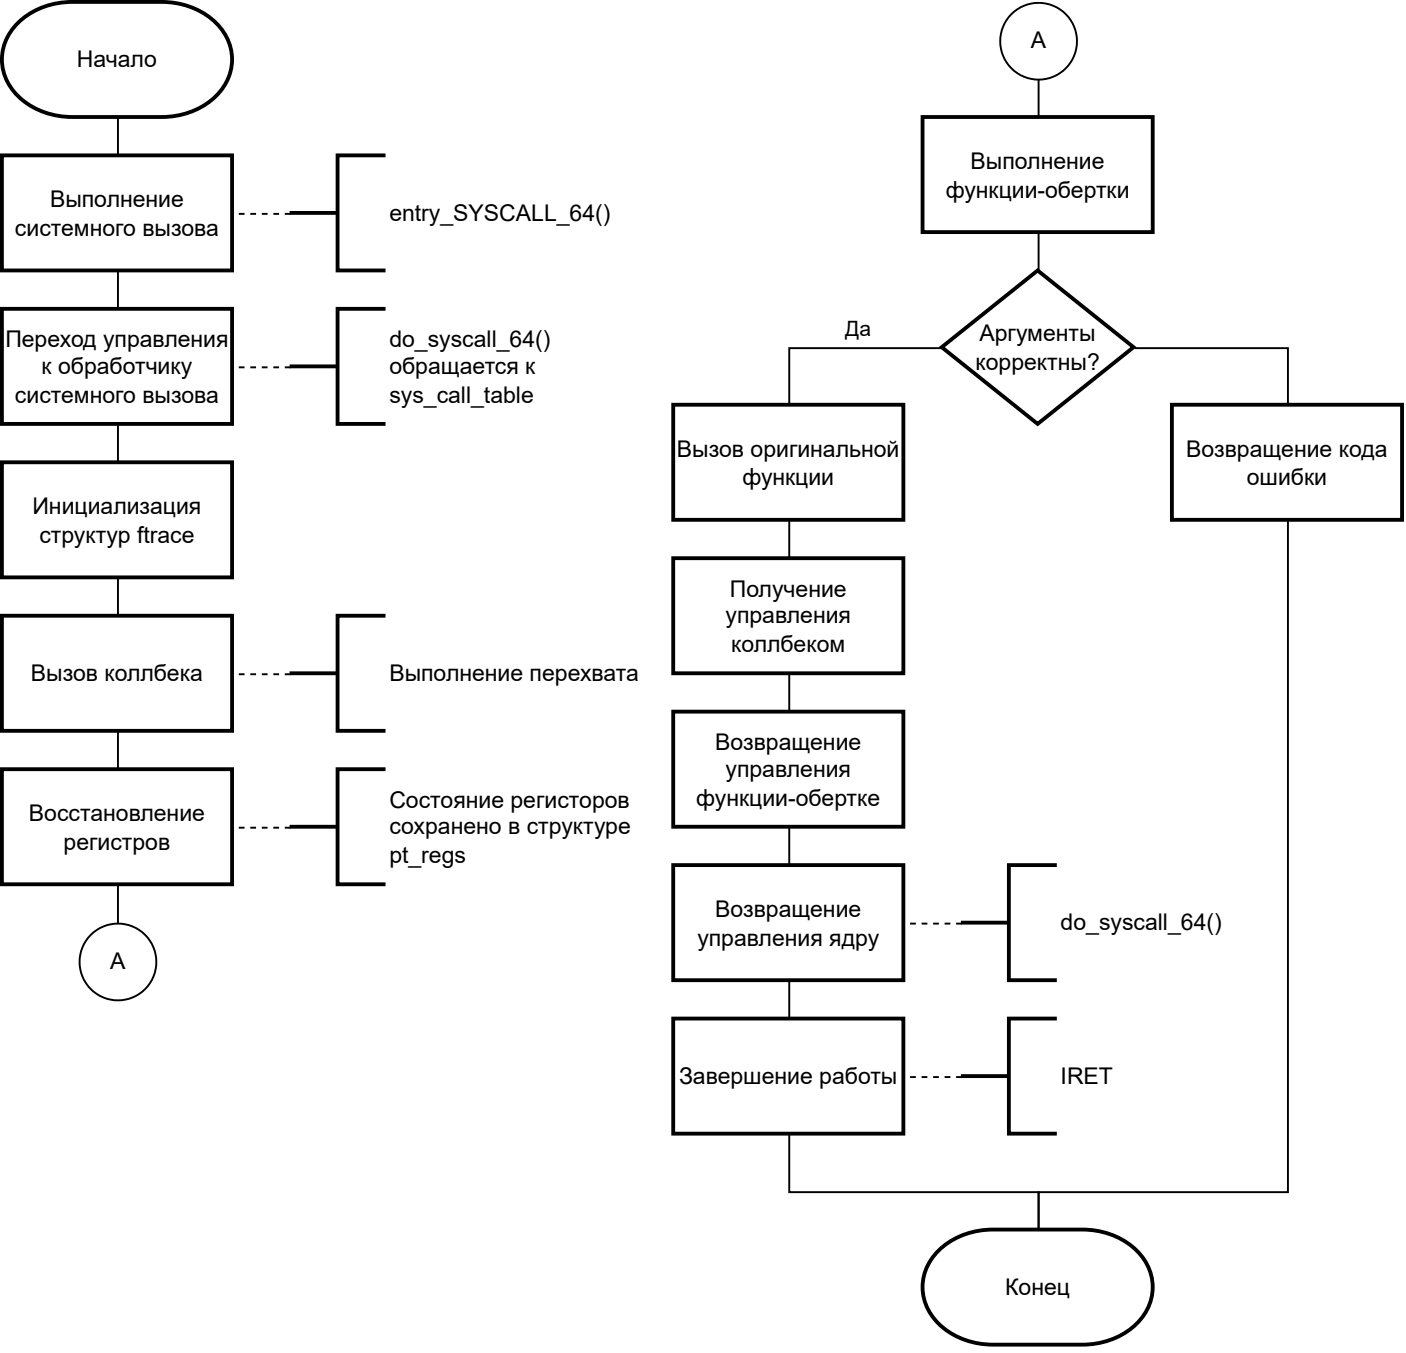 Начало
Выполнение
системного вызова
entry_SYSCALL_64()
Переход управления
к обработчику
системного вызова
do_syscall_64()
обращается к
sys_call_table
Инициализация
структур ftrace
Вызов коллбека
Выполнение перехвата
Восстановление
регистров
Состояние регисторов
сохранено в структуре
pt_regs
A
A
Выполнение
функции-обертки
Аргументы
корректны?
Да
Вызов оригинальной
функции
Возвращение кода
ошибки
Получение
управления
коллбеком
Возвращение
управления
функции-обертке
Возвращение
управления ядру
do_syscall_64()
Завершение работы
IRET
Конец